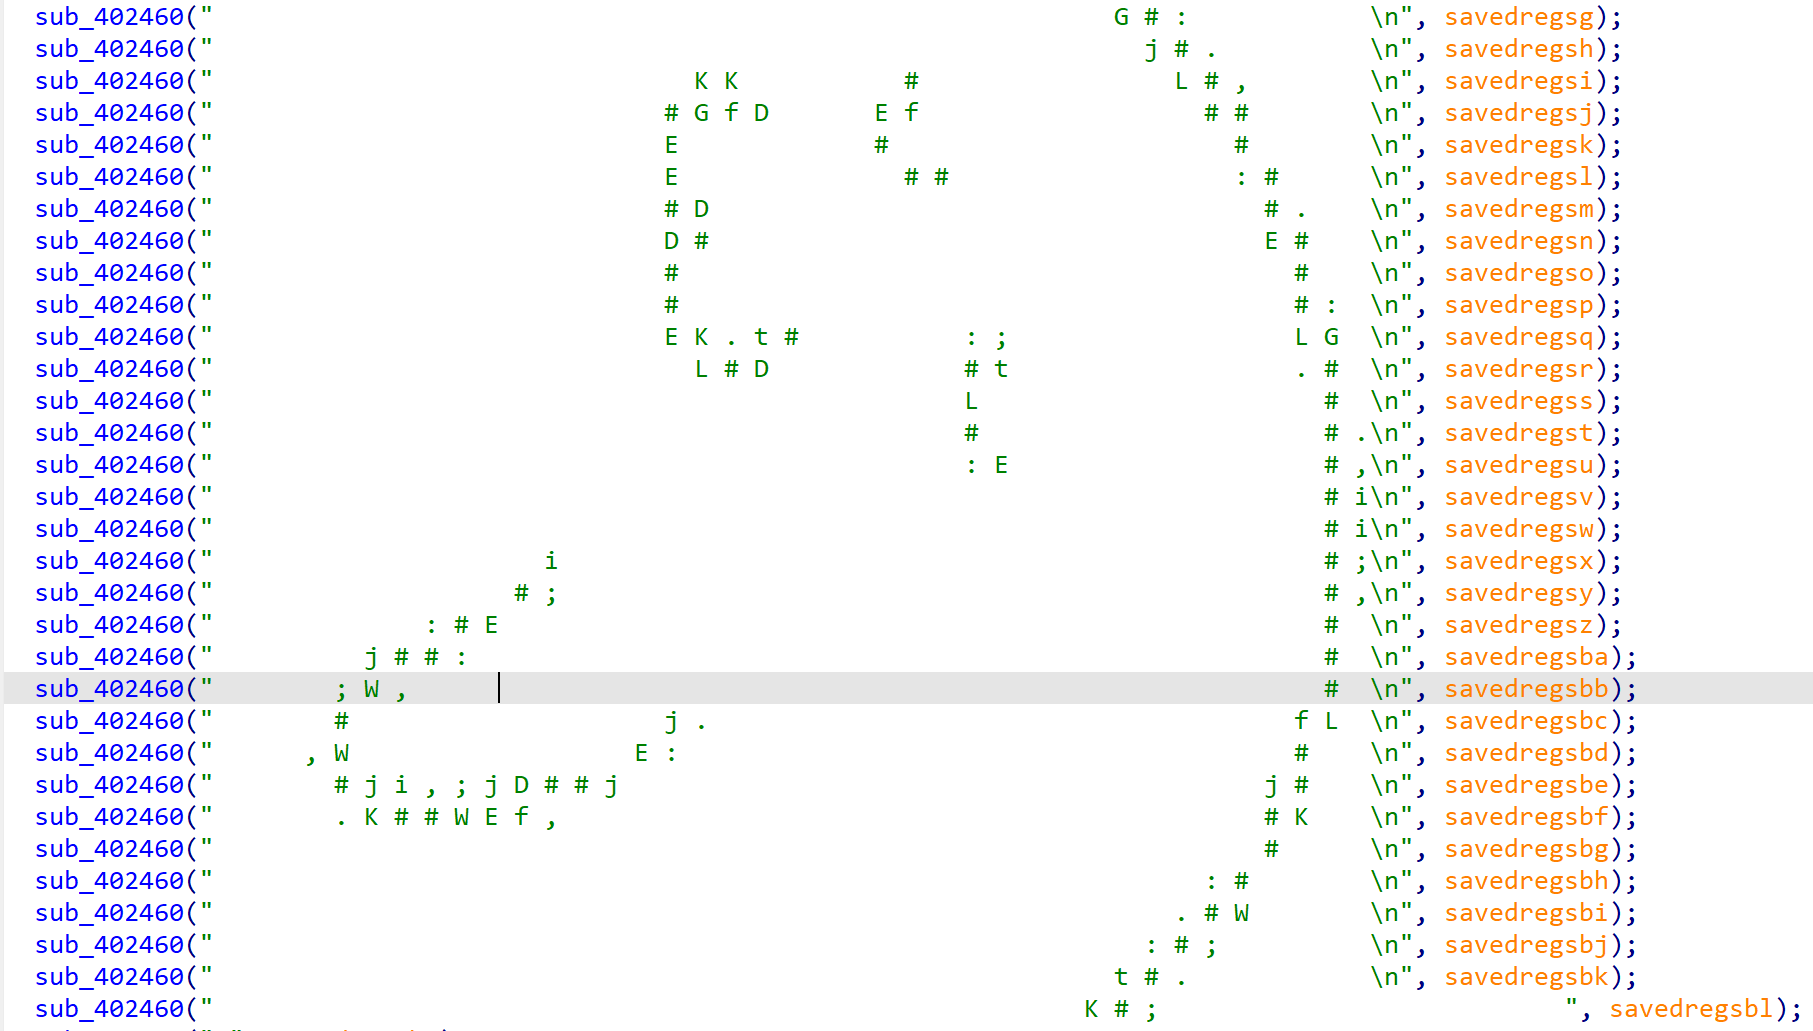 sub_402460("                                                            G # :            \n", savedregsg);
sub_402460("                                                              j # .          \n", savedregsh);
sub_402460("                                K K           #                 L # ,        \n", savedregsi);
sub_402460("                              # G f D       E f                   # #        \n", savedregsj);
sub_402460("                              E             #                       #        \n", savedregsk);
sub_402460("                              E               # #                   : #      \n", savedregsl);
sub_402460("                              # D                                     # .    \n", savedregsm);
sub_402460("                              D #                                     E #    \n", savedregsn);
sub_402460("                              #                                         #    \n", savedregso);
sub_402460("                              #                                         # :  \n", savedregsp);
sub_402460("                              E K . t #           : ;                   L G  \n", savedregsq);
sub_402460("                                L # D             # t                   . #  \n", savedregsr);
sub_402460("                                                  L                       #  \n", savedregss);
sub_402460("                                                  #                       # .\n", savedregst);
sub_402460("                                                  : E                     # ,\n", savedregsu);
sub_402460("                                                                          # i\n", savedregsv);
sub_402460("                                                                          # i\n", savedregsw);
sub_402460("                      i                                                   # ;\n", savedregsx);
sub_402460("                    # ;                                                   # ,\n", savedregsy);
sub_402460("              : # E                                                       #  \n", savedregsz);
sub_402460("          j # # :                                                         #  \n", savedregsba);
sub_402460("        ; W ,                                                             #  \n", savedregsbb);
sub_402460("        #                     j .                                       f L  \n", savedregsbc);
sub_402460("      , W                   E :                                         #    \n", savedregsbd);
sub_402460("        # j i , ; j D # # j                                           j #    \n", savedregsbe);
sub_402460("        . K # # W E f ,                                               # K    \n", savedregsbf);
sub_402460("                                                                      #      \n", savedregsbg);
sub_402460("                                                                  : #        \n", savedregsbh);
sub_402460("                                                                . # W        \n", savedregsbi);
sub_402460("                                                              : # ;          \n", savedregsbj);
sub_402460("                                                            t # .            \n", savedregsbk);
sub_402460("                                                          K # ;                           ", savedregsbl);